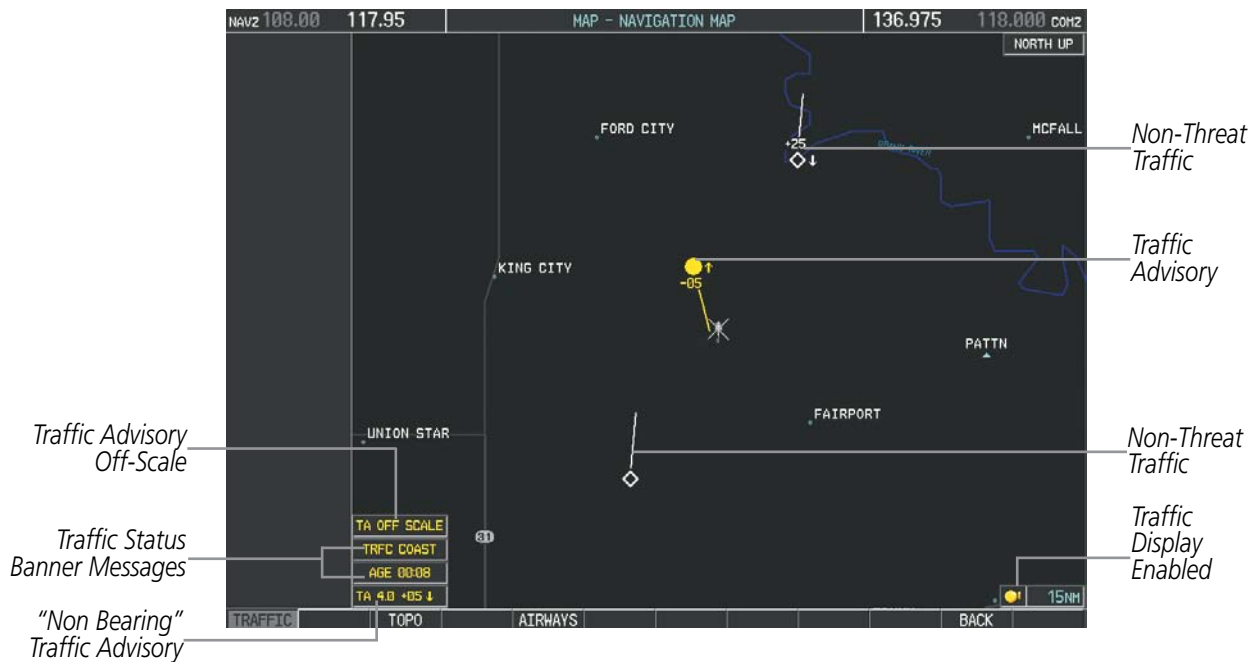 NAV2 108.00 117.95 MAP - NAVIGATION MAP 136.975 118.000 COM2
NORTH UP
FORD CITY
MCFALL
+25
GRAND RIVER
Non-Threat
Traffic
KING CITY
-05
Traffic
Advisory
PATTN
FAIRPORT
UNION STAR
Traffic Advisory
Off-Scale
Non-Threat
Traffic
TA OFF SCALE
31
TRFC COAST
Traffic Status
Banner Messages
AGE 00:08
Traffic
Display
Enabled
TA 4.0 +05 ↓
15NM
"Non Bearing"
Traffic Advisory
TRAFFIC TOPO AIRWAYS BACK